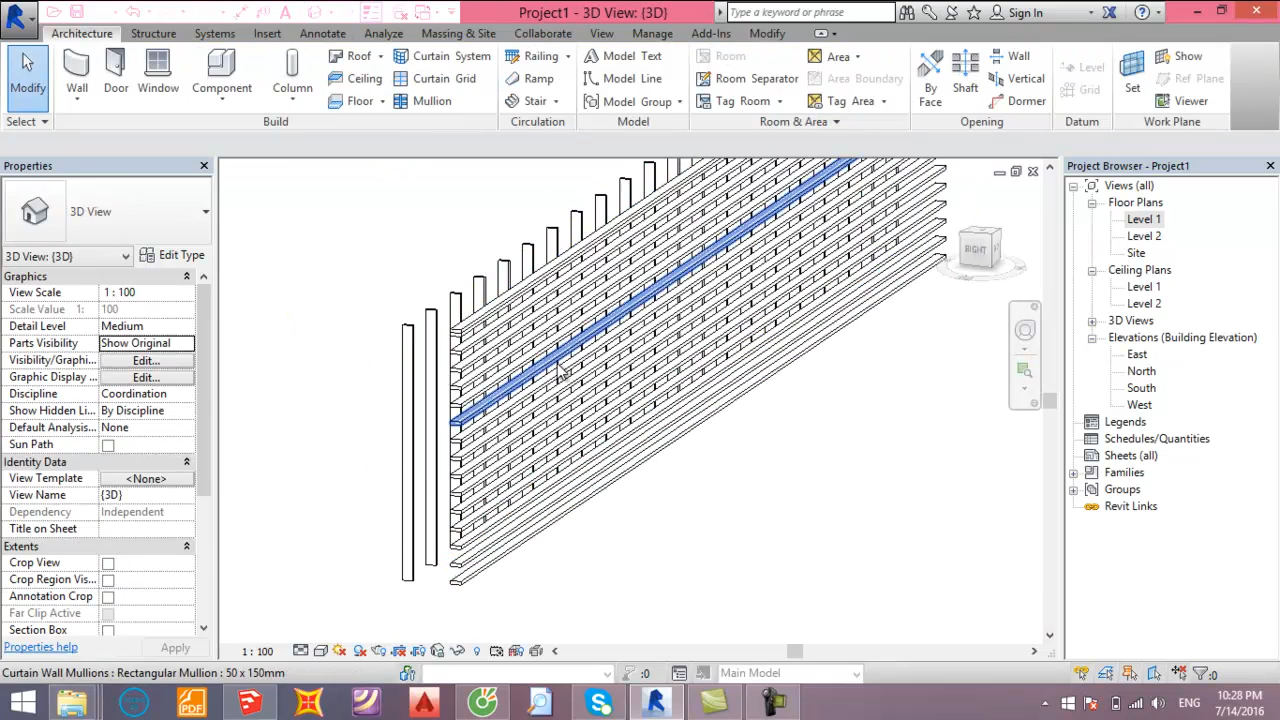 Project1 - 3D View: {3D}
Type a keyword or phrase
Sign In
Architecture Structure Systems Insert Annotate Analyze Massing & Site Collaborate View Manage Add-Ins Modify
Modify Wall Door Window Component Column
Roof Curtain System
Ceiling Curtain Grid
Floor Mullion
Railing
Ramp
Stair
Model Text
Model Line
Model Group
Room
Room Separator
Tag Room
Area
Area Boundary
Tag Area
By Face Shaft
Wall
Vertical
Dormer
Level
Grid
Set
Show
Ref Plane
Viewer
Select Build Circulation Model Room & Area Opening Datum Work Plane
Properties
3D View
3D View: {3D} Edit Type
Graphics
View Scale 1 : 100
Scale Value 1: 100
Detail Level Medium
Parts Visibility Show Original
Visibility/Graphi... Edit...
Graphic Display ... Edit...
Discipline Coordination
Show Hidden Li... By Discipline
Default Analysis... None
Sun Path
Identity Data
View Template <None>
View Name {3D}
Dependency Independent
Title on Sheet
Extents
Crop View
Crop Region Vis...
Annotation Crop
Far Clip Active
Section Box
Properties help Apply
RIGHT
Project Browser - Project1
Views (all)
Floor Plans
Level 1
Level 2
Site
Ceiling Plans
Level 1
Level 2
3D Views
Elevations (Building Elevation)
East
North
South
West
Legends
Schedules/Quantities
Sheets (all)
Families
Groups
Revit Links
1 : 100
Curtain Wall Mullions : Rectangular Mullion : 50 x 150mm
:0
Main Model
:0
PDF
ENG
10:28 PM
7/14/2016